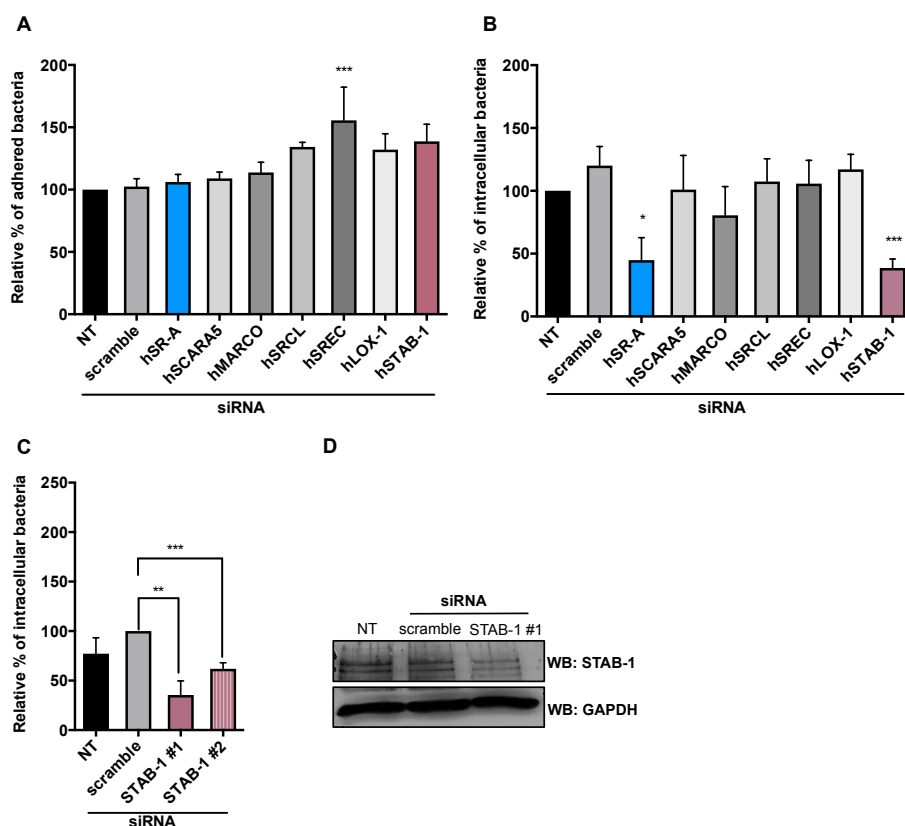 A
Relative % of adhered bacteria
200
150
100
50
0
***
NT
scramble
hSR-A
hSCARA5
hMARCO
hSRCL
hSREC
hLOX-1
hSTAB-1
siRNA
B
Relative % of intracellular bacteria
200
150
100
50
0
*
***
NT
scramble
hSR-A
hSCARA5
hMARCO
hSRCL
hSREC
hLOX-1
hSTAB-1
siRNA
C
Relative % of intracellular bacteria
250
200
150
100
50
0
***
**
NT
scramble
STAB-1 #1
STAB-1 #2
siRNA
D
siRNA
NT scramble STAB-1 #1
WB: STAB-1
WB: GAPDH